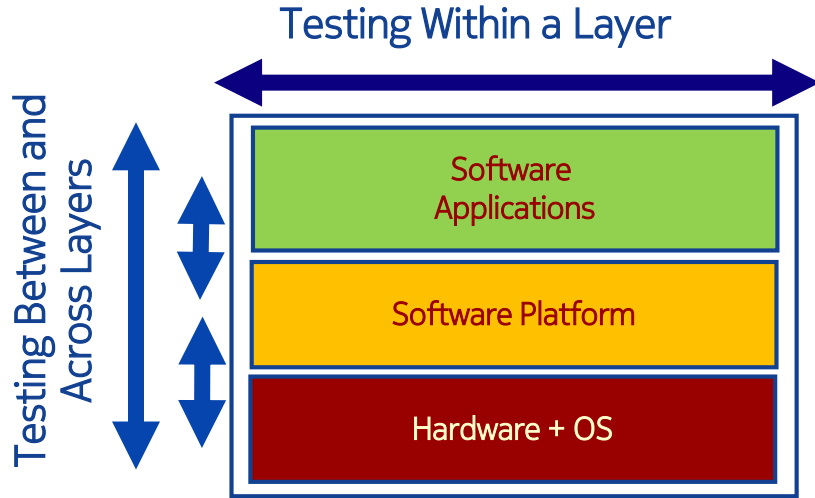 Testing Within a Layer
Testing Between and
Across Layers
Software
Applications
Software Platform
Hardware + OS